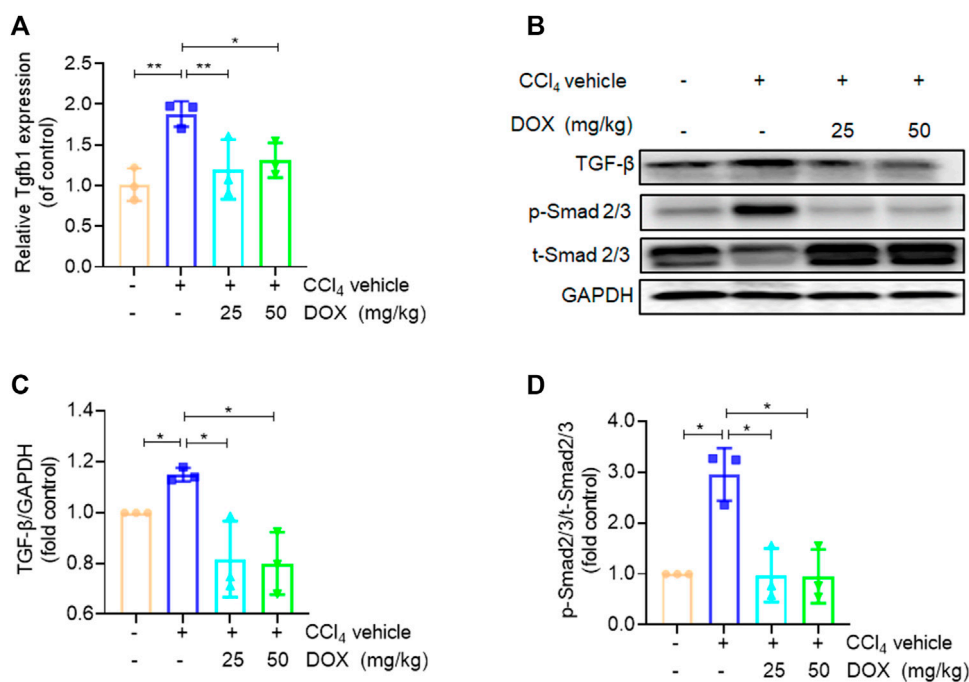 A
Relative Tgfb1 expression
(of control)
2.5
2.0
1.5
1.0
0.5
0.0
** ** *
- + + + CCl₄ vehicle
- - 25 50 DOX (mg/kg)
B
CCl₄ vehicle - + + +
DOX (mg/kg) - - 25 50
TGF-β
p-Smad 2/3
t-Smad 2/3
GAPDH
C
TGF-β/GAPDH
(fold control)
1.4
1.2
1.0
0.8
0.6
* * *
- + + + CCl₄ vehicle
- - 25 50 DOX (mg/kg)
D
p-Smad2/3/t-Smad2/3
(fold control)
4.0
3.0
2.0
1.0
0.0
* * *
- + + + CCl₄ vehicle
- - 25 50 DOX (mg/kg)